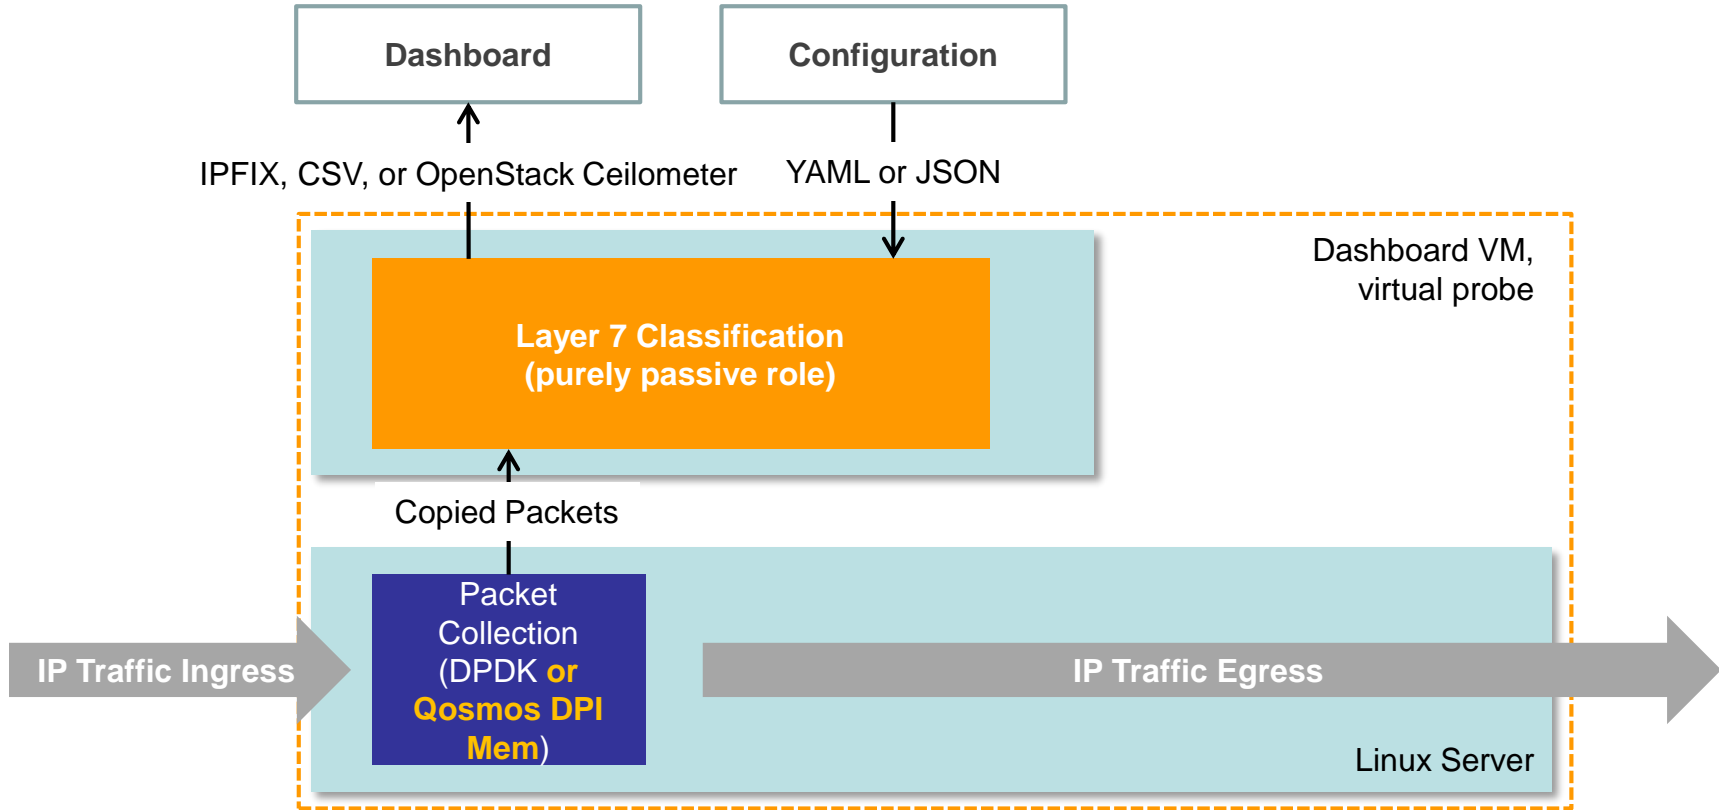 Dashboard
Configuration
IPFIX, CSV, or OpenStack Ceilometer
YAML or JSON
Dashboard VM,
virtual probe
Layer 7 Classification
(purely passive role)
Copied Packets
Packet
Collection
(DPDK or
Qosmos DPI
Mem)
IP Traffic Ingress
IP Traffic Egress
Linux Server